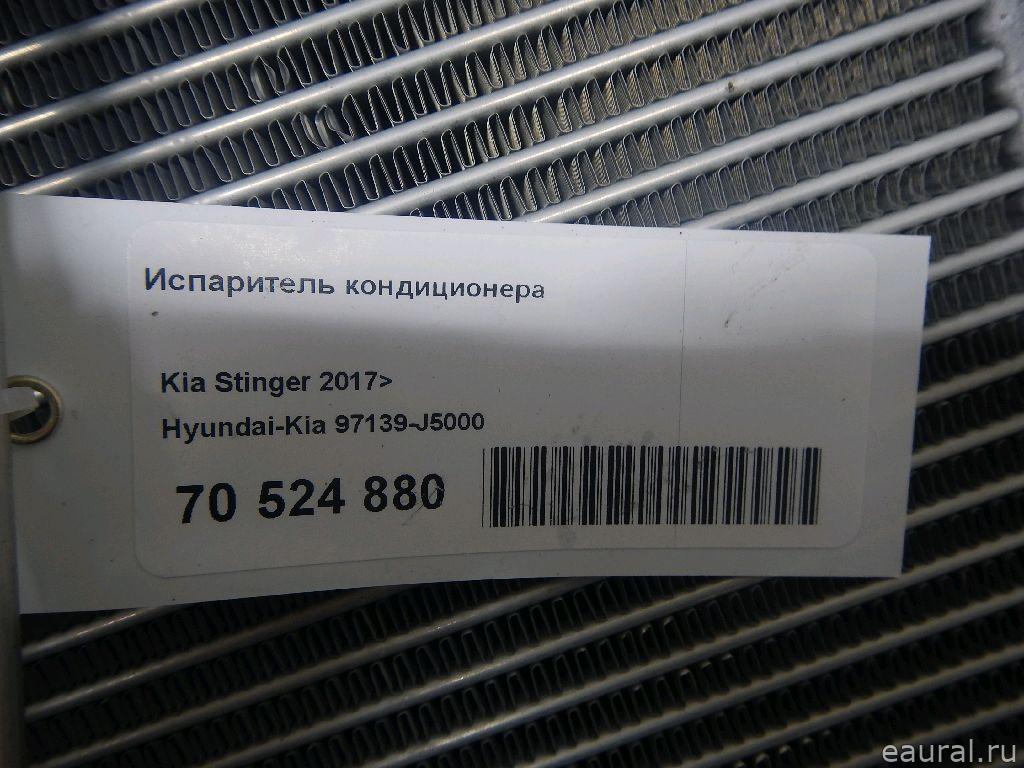 Испаритель кондиционера
Kia Stinger 2017>
Hyundai-Kia 97139-J5000
70 524 880
eaural.ru